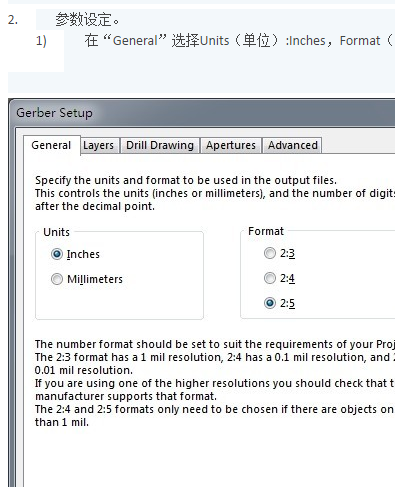 2. 参数设定。
1) 在“General”选择Units（单位）:Inches，Format（
Gerber Setup
General Layers Drill Drawing Apertures Advanced
Specify the units and format to be used in the output files.
This controls the units (inches or millimeters), and the number of digits
after the decimal point.
Units
Inches
Millimeters
Format
2:3
2:4
2:5
The number format should be set to suit the requirements of your Proj
The 2:3 format has a 1 mil resolution, 2:4 has a 0.1 mil resolution, and
0.01 mil resolution.
If you are using one of the higher resolutions you should check that t
manufacturer supports that format.
The 2:4 and 2:5 formats only need to be chosen if there are objects on
than 1 mil.